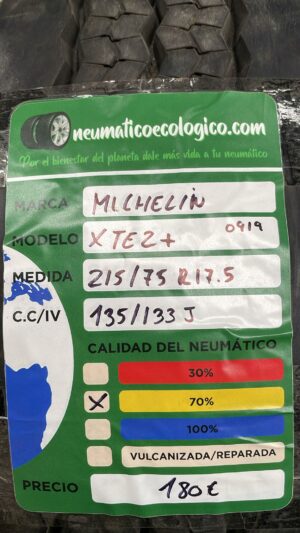 neumaticoecologico.com
Por el bienestar del planeta dale más vida a tu neumático
MARCA MICHELIN
MODELO XTE2+ 0919
MEDIDA 215/75 R17.5
C.C/IV 135/133 J
CALIDAD DEL NEUMÁTICO
30%
X 70%
100%
VULCANIZADA/REPARADA
PRECIO 180€